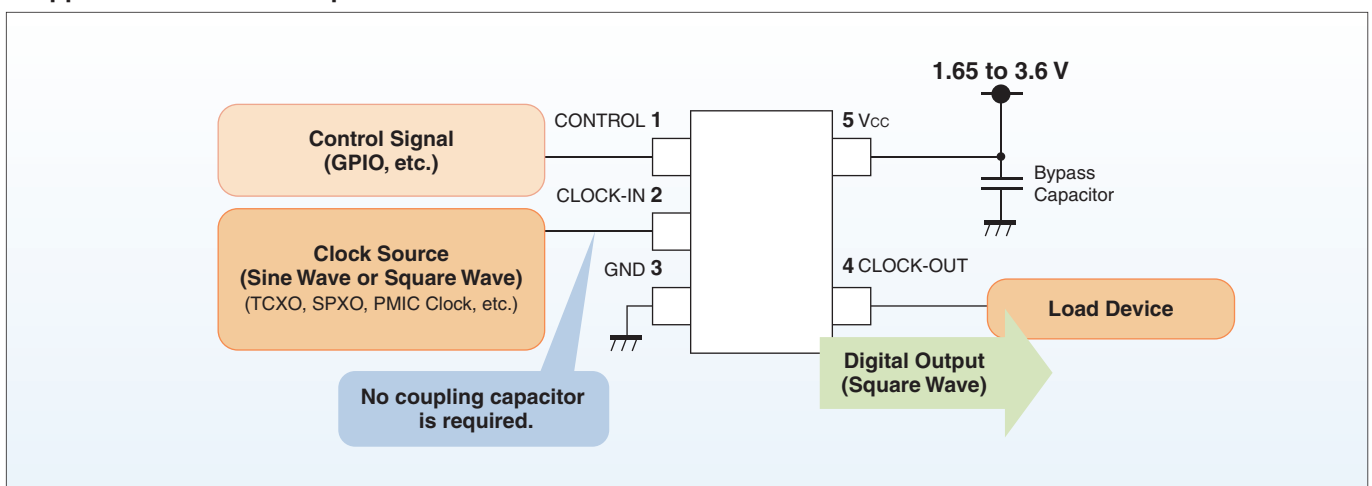 1.65 to 3.6 V
Control Signal
(GPIO, etc.)
CONTROL 1
5 Vcc
Bypass
Capacitor
CLOCK-IN 2
Clock Source
(Sine Wave or Square Wave)
(TCXO, SPXO, PMIC Clock, etc.)
GND 3
4 CLOCK-OUT
Load Device
Digital Output
(Square Wave)
No coupling capacitor
is required.